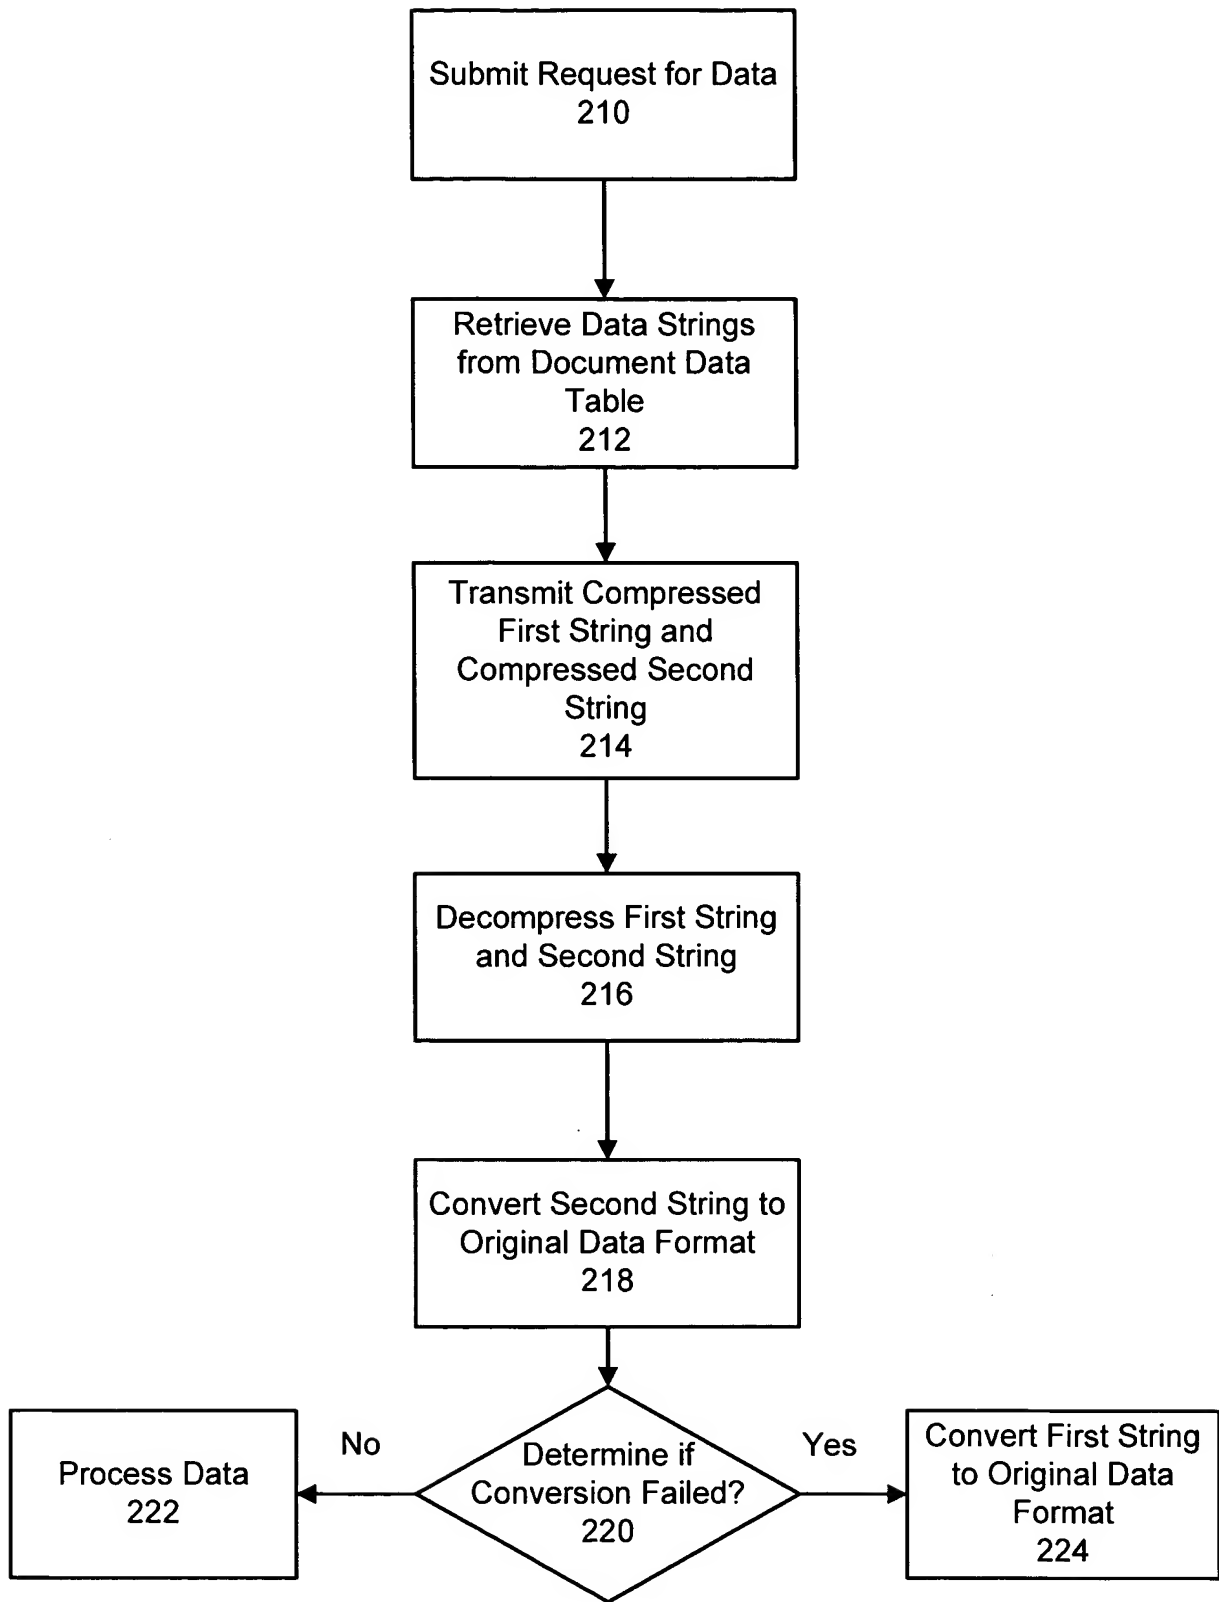 Submit Request for Data
210
Retrieve Data Strings
from Document Data
Table
212
Transmit Compressed
First String and
Compressed Second
String
214
Decompress First String
and Second String
216
Convert Second String to
Original Data Format
218
Determine if
Conversion Failed?
220
No
Yes
Process Data
222
Convert First String
to Original Data
Format
224